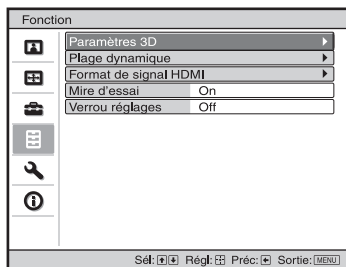 Fonction
Paramètres 3D
Plage dynamique
Format de signal HDMI
Mire d'essai On
Verrou réglages Off
Sél: Régl: Préc: Sortie: MENU